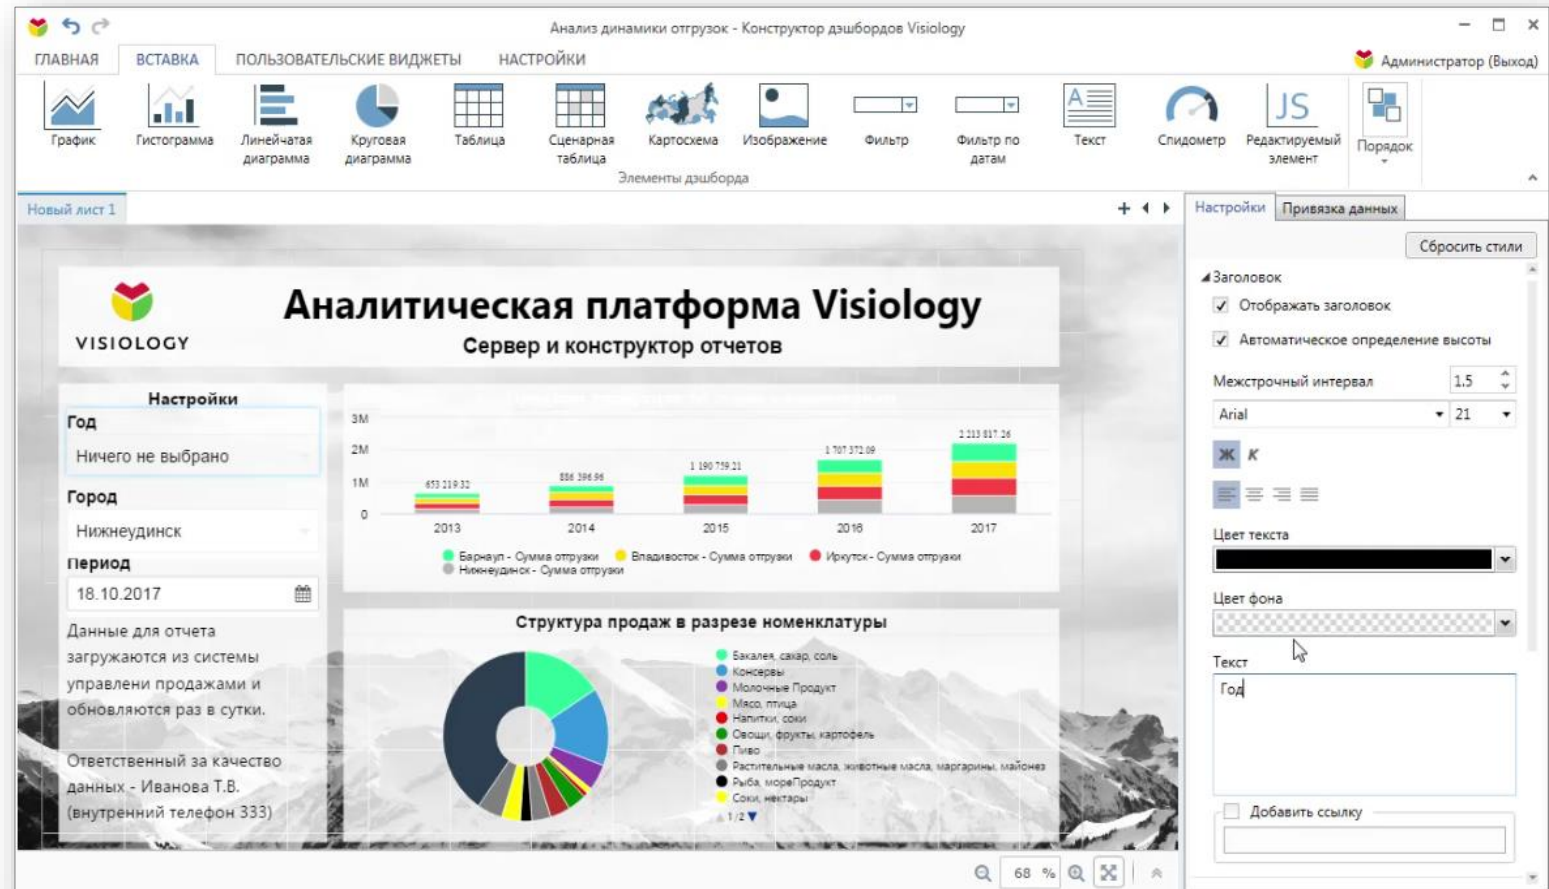 Анализ динамики отгрузок - Конструктор дэшбордов Visiology
ГЛАВНАЯ ВСТАВКА ПОЛЬЗОВАТЕЛЬСКИЕ ВИДЖЕТЫ НАСТРОЙКИ
Администратор (Выход)
График
Гистограмма
Линейчатая
диаграмма
Круговая
диаграмма
Таблица
Сценарная
таблица
Картосхема
Изображение
Фильтр
Фильтр по
датам
A
Текст
Спидометр
JS
Редактируемый
элемент
Порядок
Элементы дэшборда
Новый лист 1
Настройки Привязка данных
VISIOLOGY
Аналитическая платформа Visiology
Сервер и конструктор отчетов
Настройки
Год
Ничего не выбрано
Город
Нижнеудинск
Период
18.10.2017
Данные для отчета
загружаются из системы
управлени продажами и
обновляются раз в сутки.
Ответственный за качество
данных - Иванова Т.В.
(внутренний телефон 333)
3M
2M
1M
0
653 219.32
886 396.96
1 190 759.21
1 707 372.09
2 213 817.26
2013 2014 2015 2016 2017
Барнаул - Сумма отгрузки Владивосток - Сумма отгрузки Иркутск - Сумма отгрузки
Нижнеудинск - Сумма отгрузки
Структура продаж в разрезе номенклатуры
Бакалея, сахар, соль
Консервы
Молочные Продукт
Мясо, птица
Напитки, соки
Овощи, фрукты, картофель
Пиво
Растительные масла, животные масла, маргарины, майонез
Рыба, мореПродукт
Соки, нектары
1/2
Сбросить стили
Заголовок
Отображать заголовок
Автоматическое определение высоты
Межстрочный интервал 1.5
Arial 21
Ж К
Цвет текста
Цвет фона
Текст
Год
Добавить ссылку
68 %